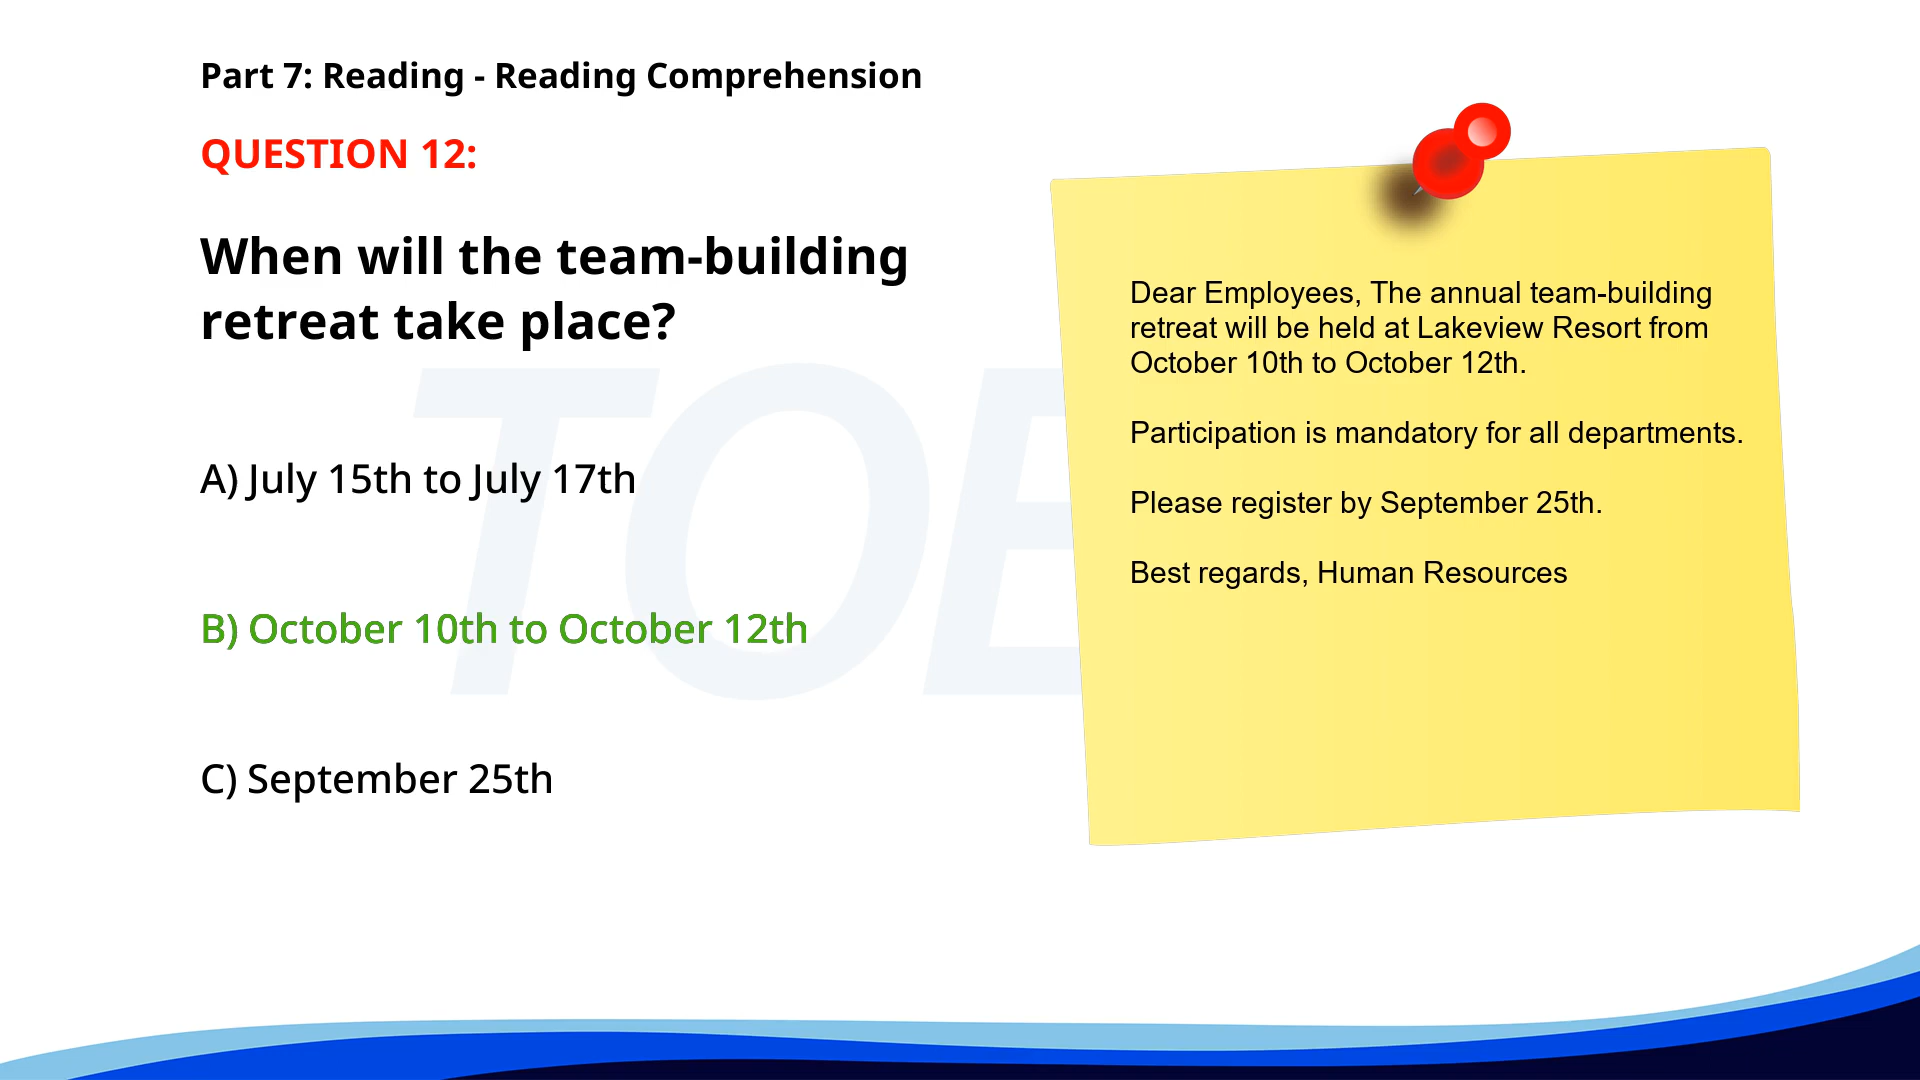 Part 7: Reading - Reading Comprehension
QUESTION 12:
When will the team-building
retreat take place?
A) July 15th to July 17th
B) October 10th to October 12th
C) September 25th
Dear Employees, The annual team-building
retreat will be held at Lakeview Resort from
October 10th to October 12th.
Participation is mandatory for all departments.
Please register by September 25th.
Best regards, Human Resources
TOE